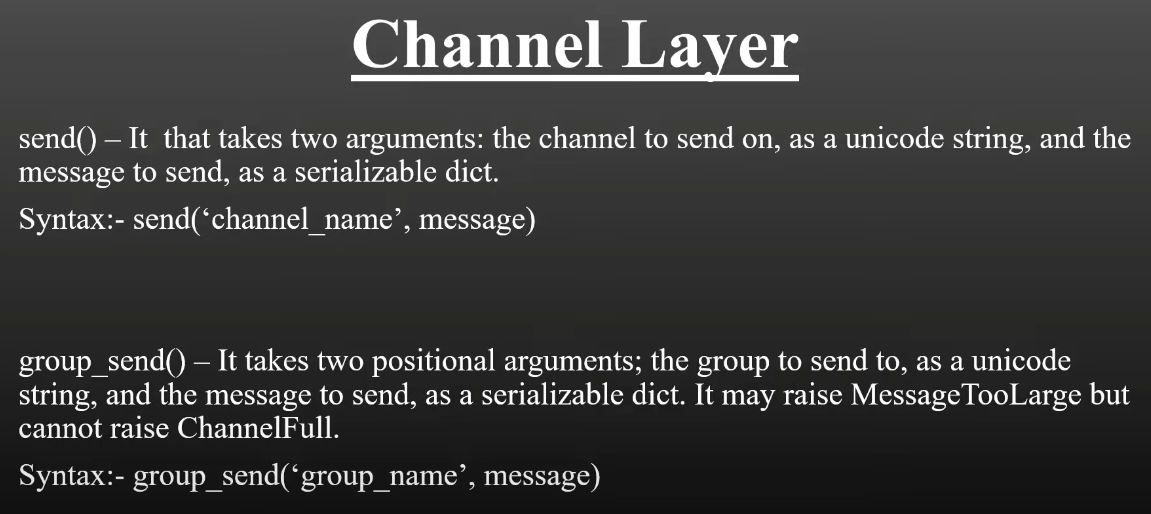 Channel Layer
send() – It  that takes two arguments: the channel to send on, as a unicode string, and the
message to send, as a serializable dict.
Syntax:- send(‘channel_name’, message)
group_send() – It takes two positional arguments; the group to send to, as a unicode
string, and the message to send, as a serializable dict. It may raise MessageTooLarge but
cannot raise ChannelFull.
Syntax:- group_send(‘group_name’, message)